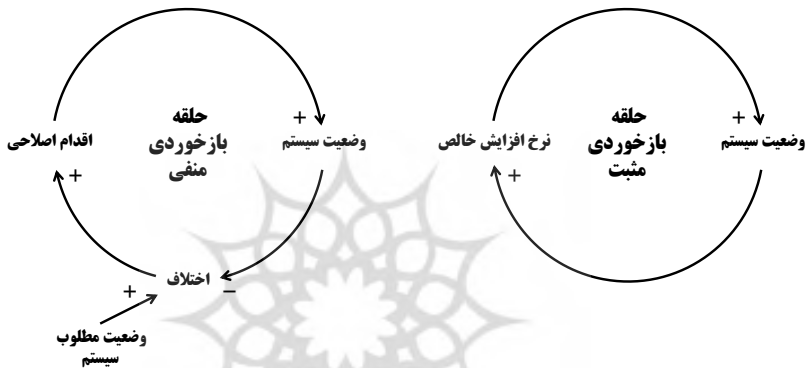 حلقه
بازخوردی
مثبت
+
وضعیت سیستم
نرخ افزایش خالص
+
حلقه
بازخوردی
منفی
+
وضعیت سیستم
اقدام اصلاحی
+
اختلاف
−
+
وضعیت مطلوب
سیستم